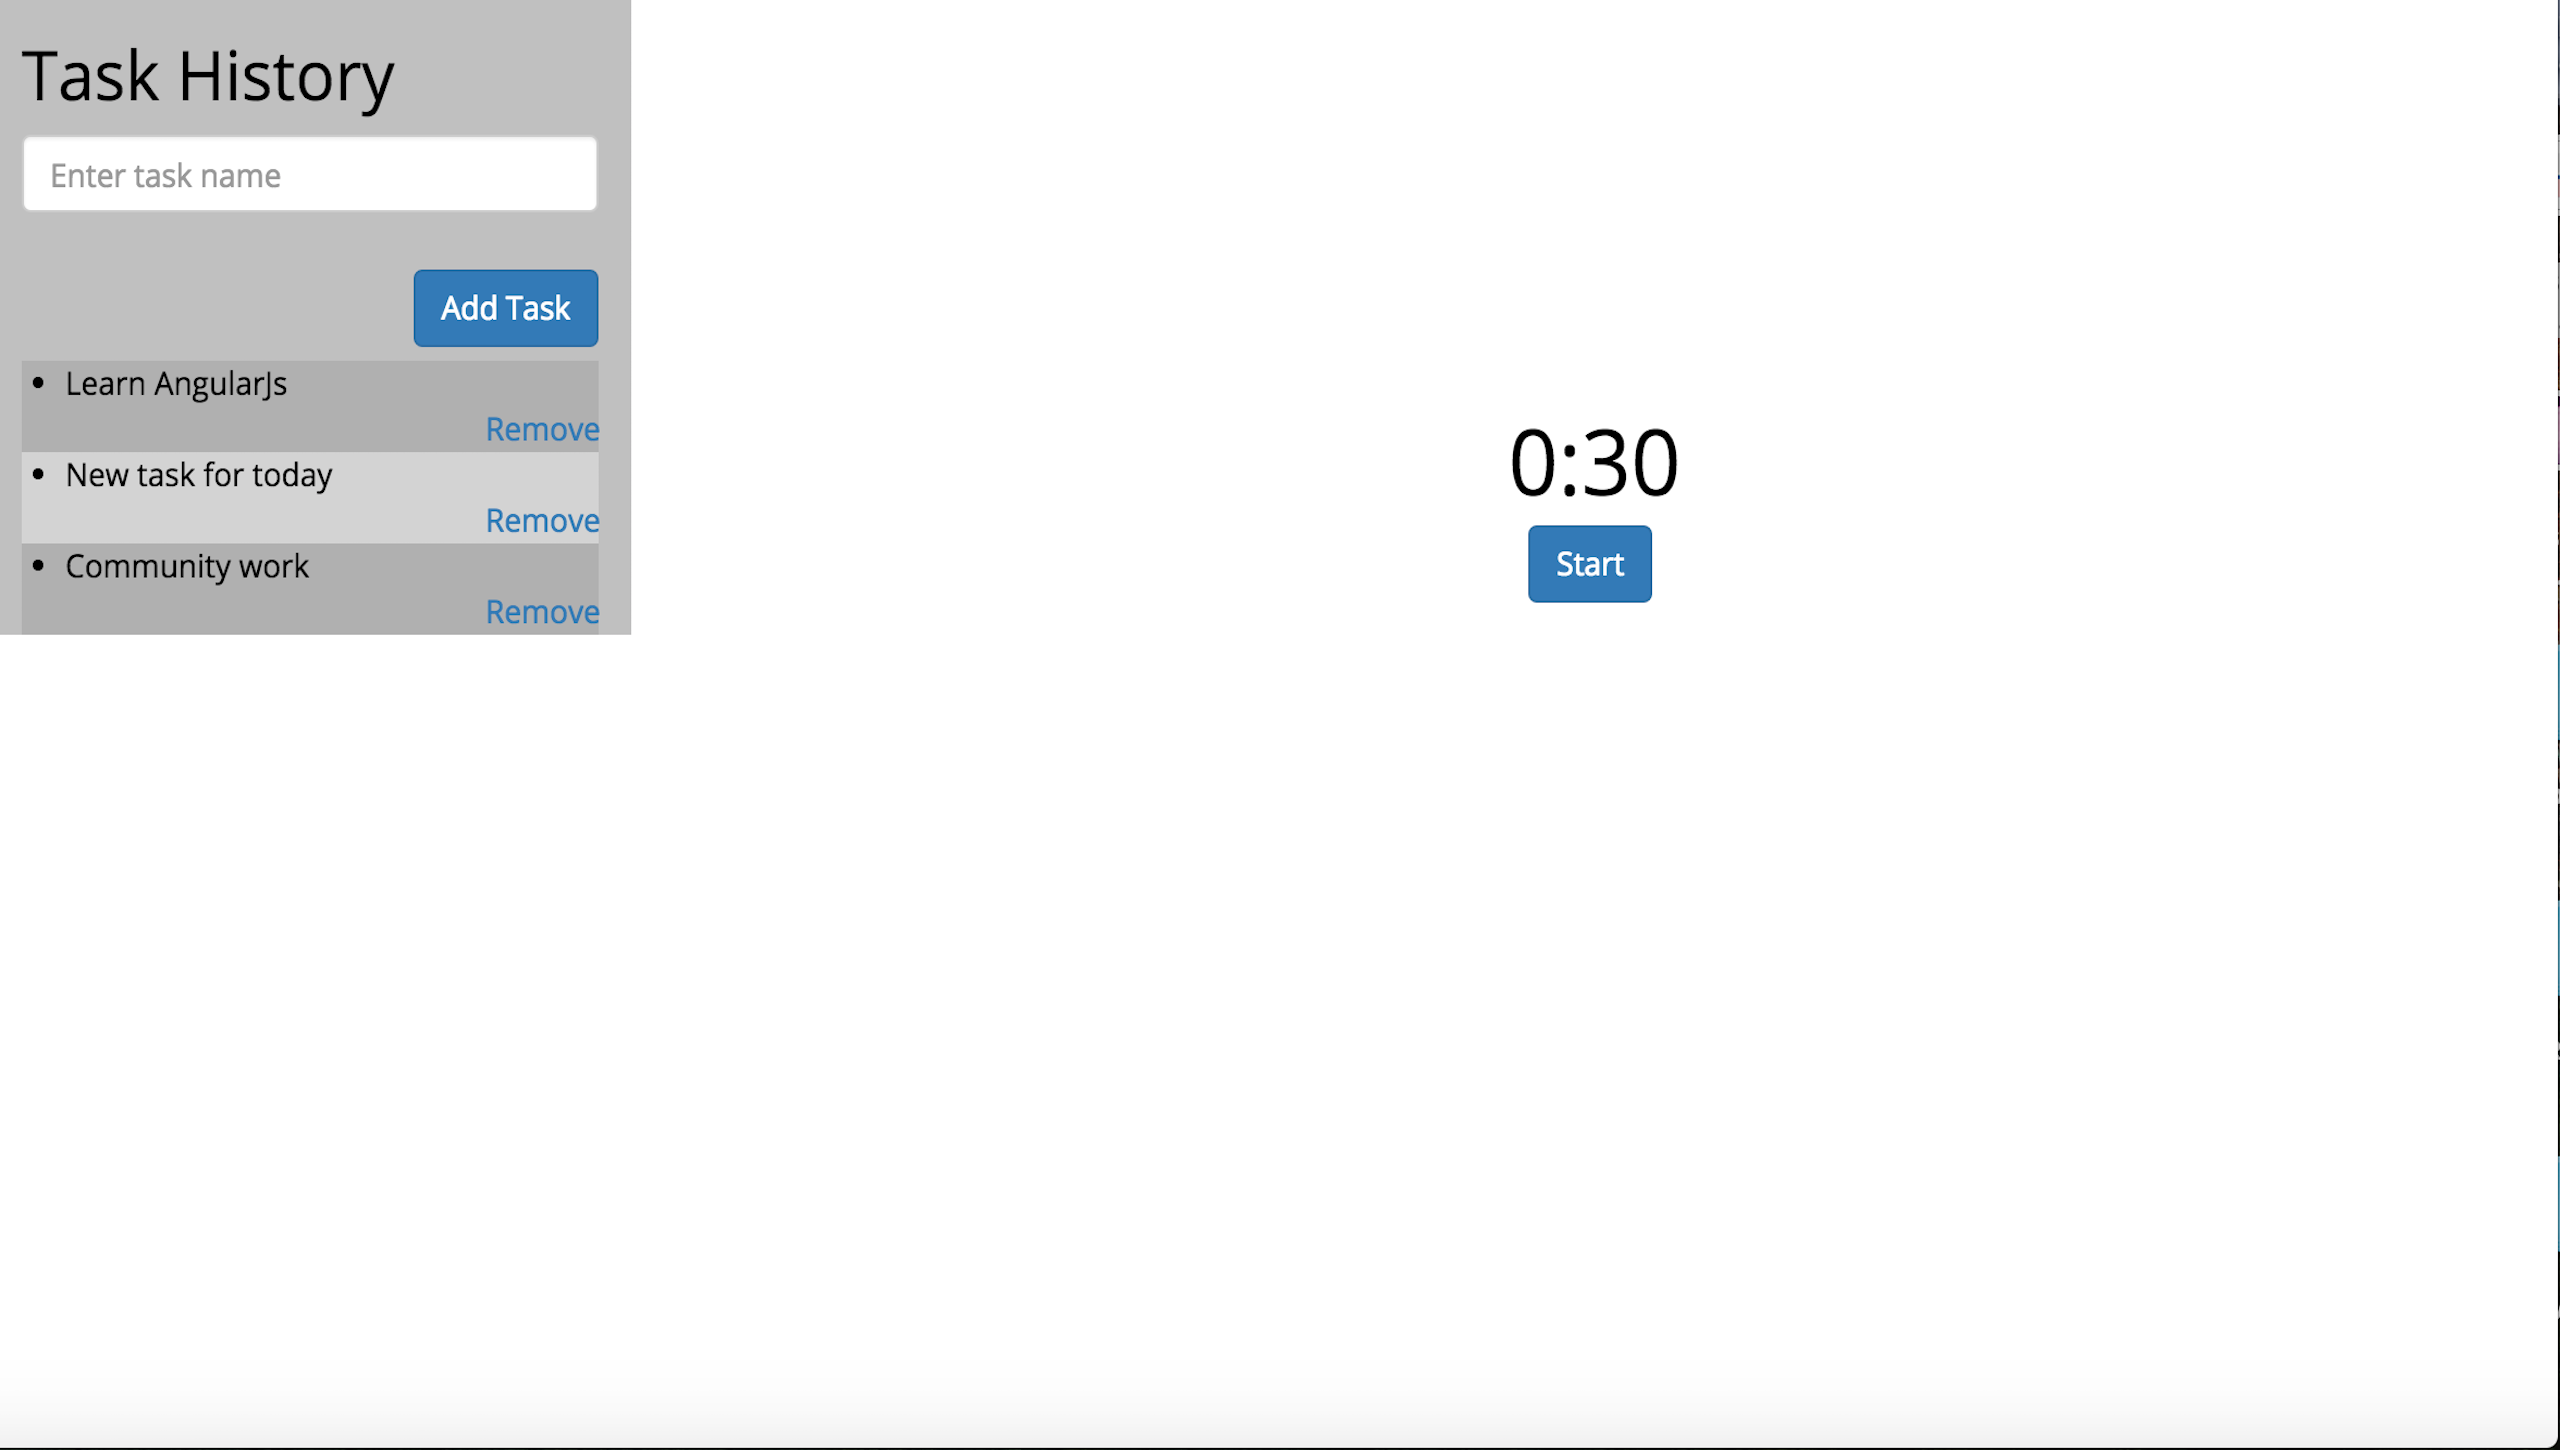 Task History
Enter task name
Add Task
Learn AngularJs
Remove
New task for today
Remove
Community work
Remove
0:30
Start